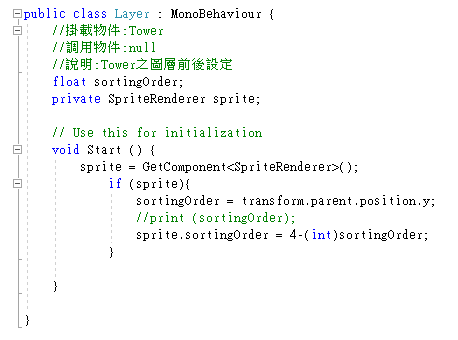 public class Layer : MonoBehaviour {
//掛載物件:Tower
//調用物件:null
//說明:Tower之圖層前後設定
float sortingOrder;
private SpriteRenderer sprite;
// Use this for initialization
void Start () {
sprite = GetComponent<SpriteRenderer>();
if (sprite){
sortingOrder = transform.parent.position.y;
//print (sortingOrder);
sprite.sortingOrder = 4-(int)sortingOrder;
}
}
}